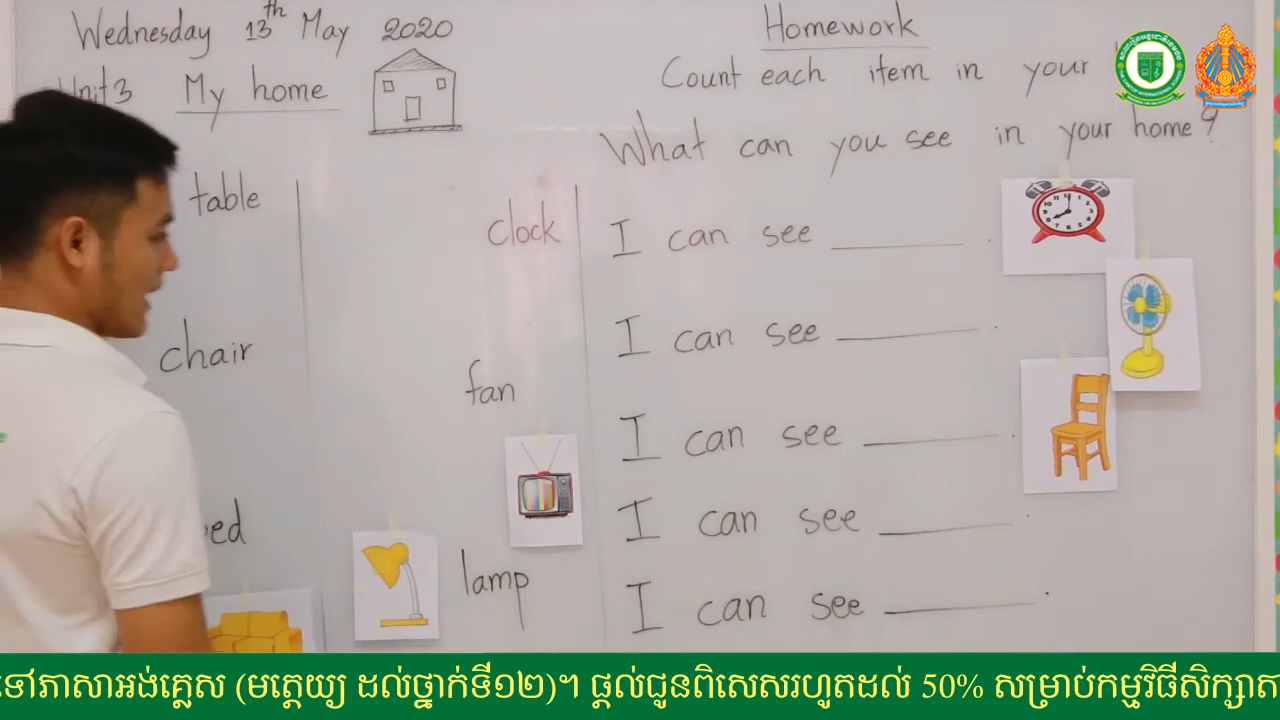 Wednesday 13th May 2020
Unit 3 My home
table
chair
clock
fan
lamp
Homework
Count each item in your
What can you see in your home?
I can see ______.
I can see ______.
I can see ______.
I can see ______.
I can see ______.
ទៅភាសាអង់គ្លេស (មត្តេយ្យ ដល់ថ្នាក់ទី១២)។ ផ្តល់ជូនពិសេសរហូតដល់ 50% សម្រាប់កម្មវិធីសិក្សាត